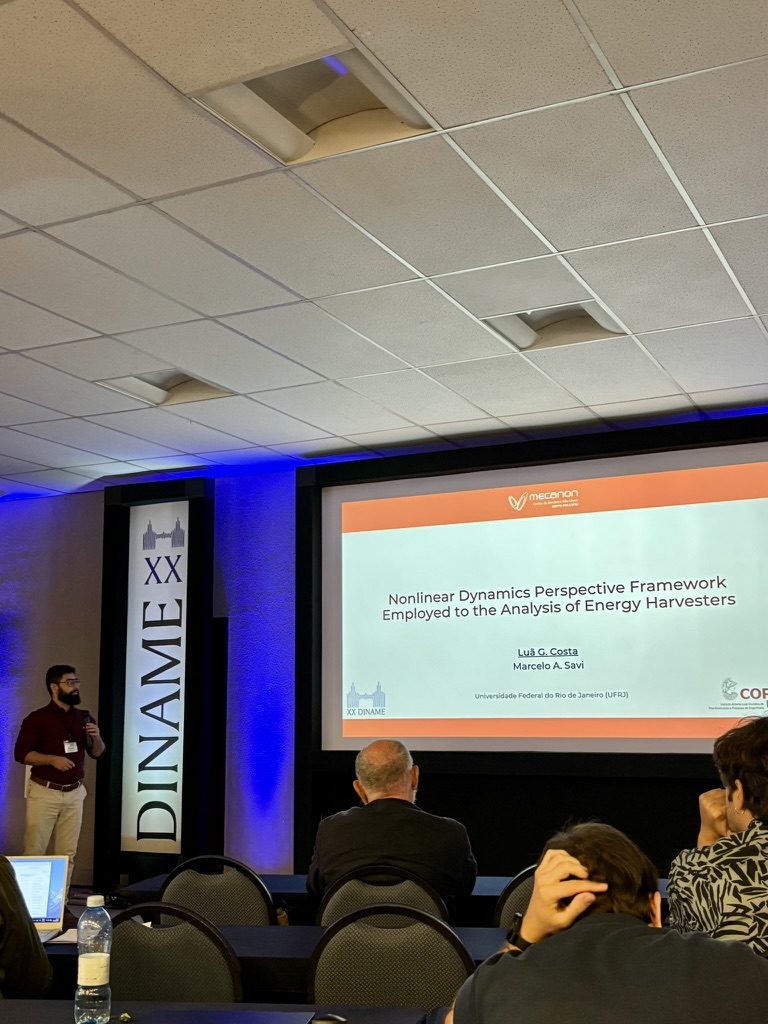 mecanon
Nonlinear Dynamics Perspective Framework
Employed to the Analysis of Energy Harvesters
Luã G. Costa
Marcelo A. Savi
Universidade Federal do Rio de Janeiro (UFRJ)
XX DINAME
COP
DINAME XX